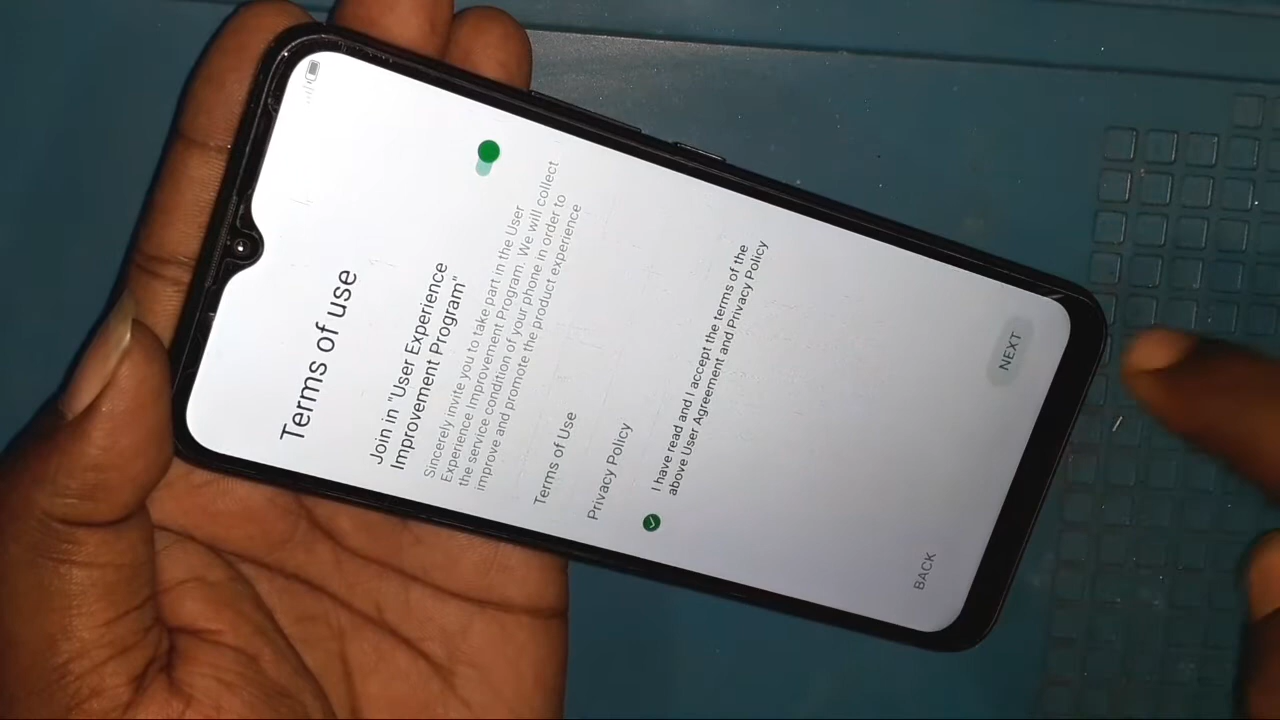 Terms of use
Join in "User Experience
Improvement Program"
Sincerely invite you to take part in the User
Experience Improvement Program. We will collect
the service condition of your phone in order to
improve and promote the product experience
Terms of Use
Privacy Policy
I have read and I accept the terms of the
above User Agreement and Privacy Policy
BACK
NEXT